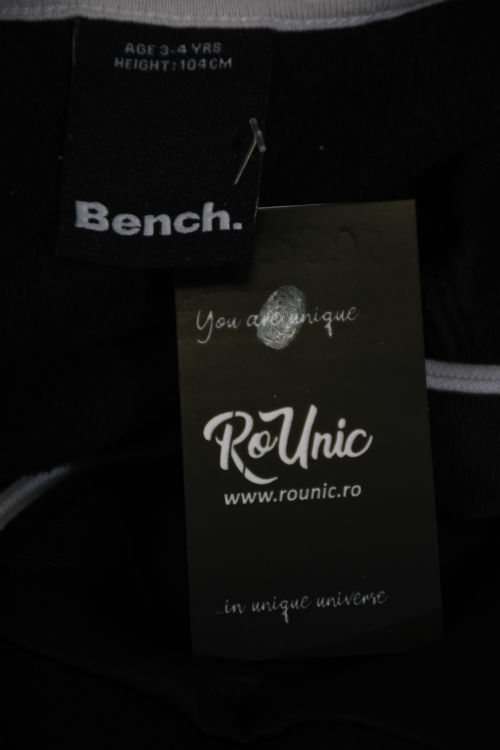 AGE 3-4 YRS
HEIGHT:104CM
Bench.
You are unique
RoUnic
www.rounic.ro
...in unique universe